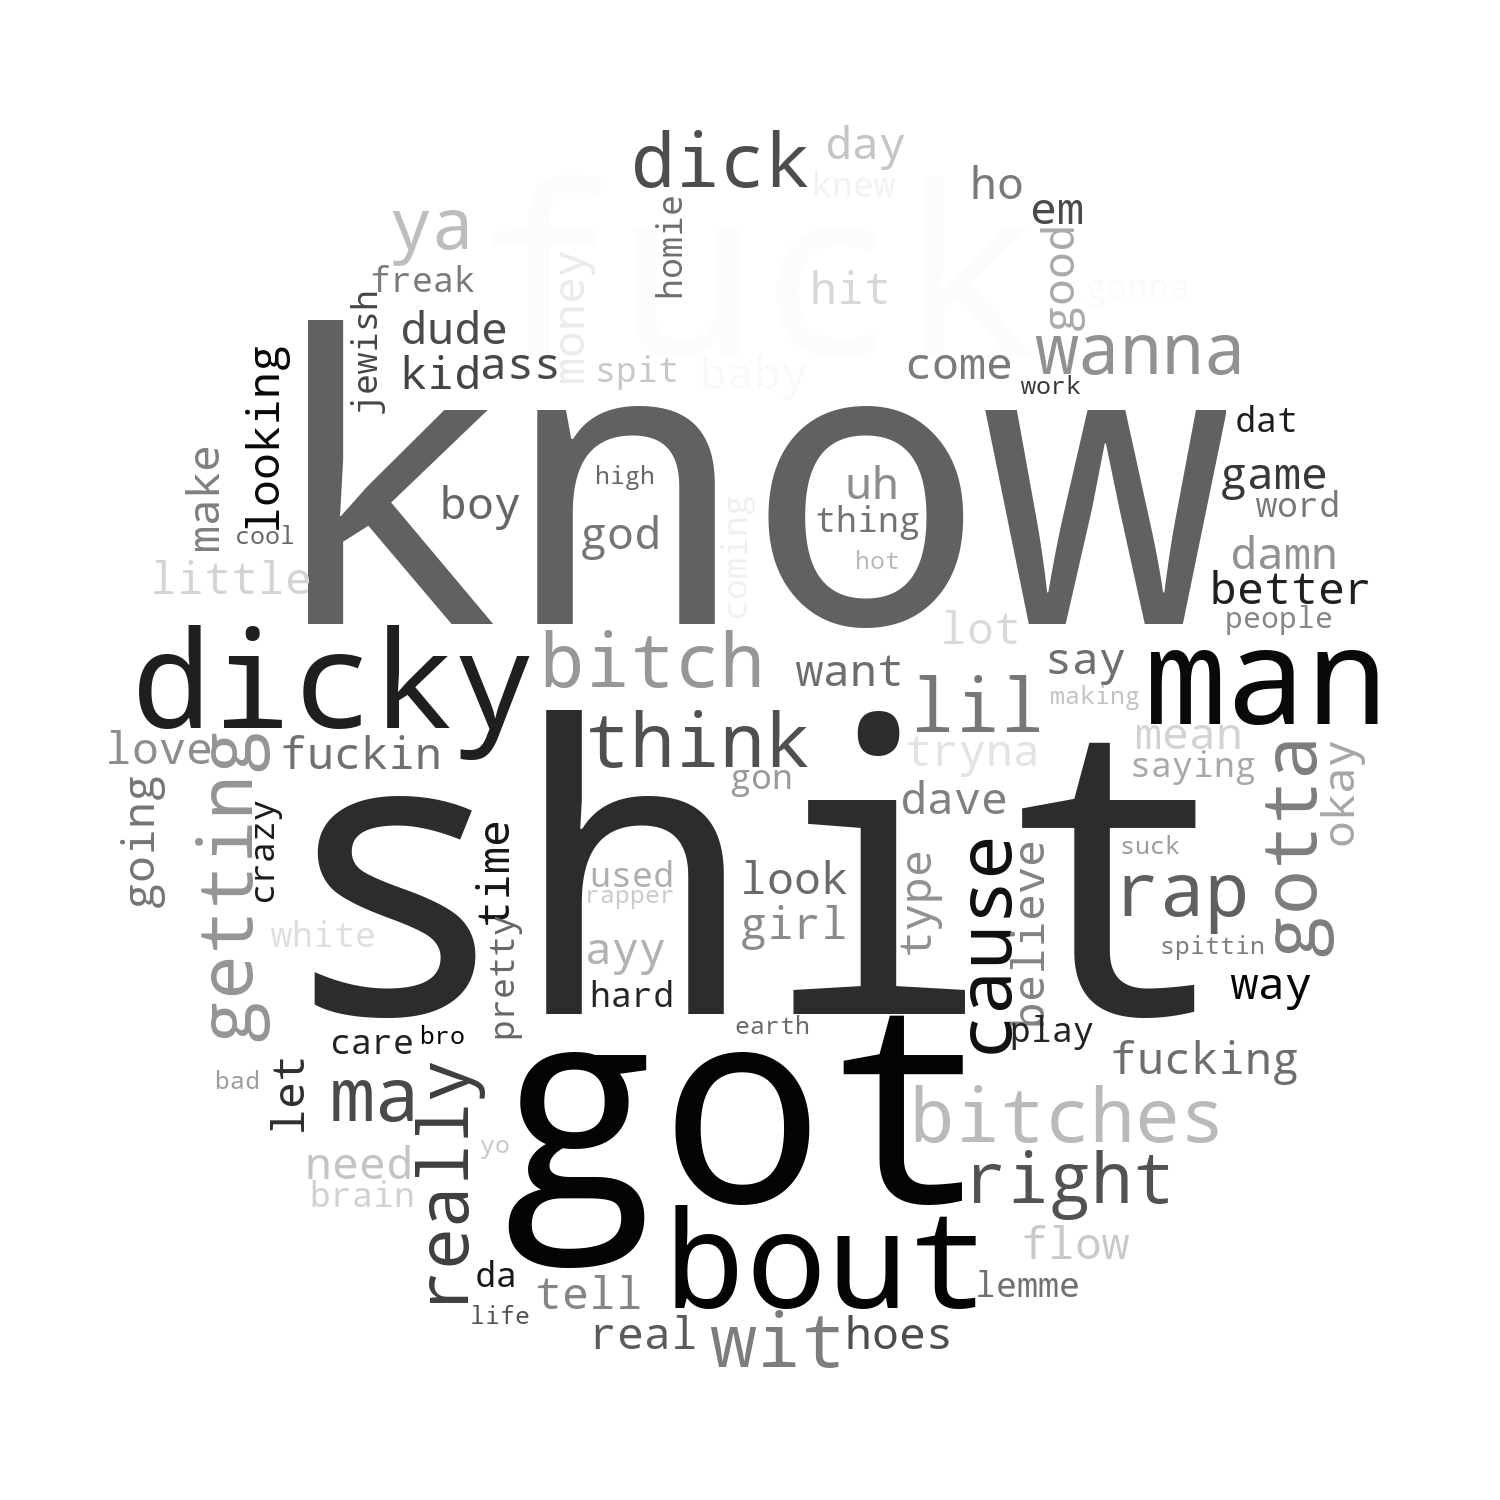 dick
day
knew
ho
em
ya
fuck
homie
good
freak
money
hit
gonna
jewish
dude
wanna
looking
kid
ass
spit
baby
come
work
know
dat
make
high
uh
game
boy
word
cool
god
coming
thing
hot
damn
little
better
people
dicky
bitch
lot
want
say
man
lil
making
think
love
fuckin
tryna
mean
getting
shit
gon
saying
gotta
okay
going
crazy
dave
time
used
look
type
cause
believe
suck
rap
rapper
white
pretty
ayy
girl
spittin
hard
way
care
bro
earth
play
got
bad
let
ma
really
fucking
bitches
need
yo
brain
right
bout
flow
da
tell
lemme
life
real
wit
hoes